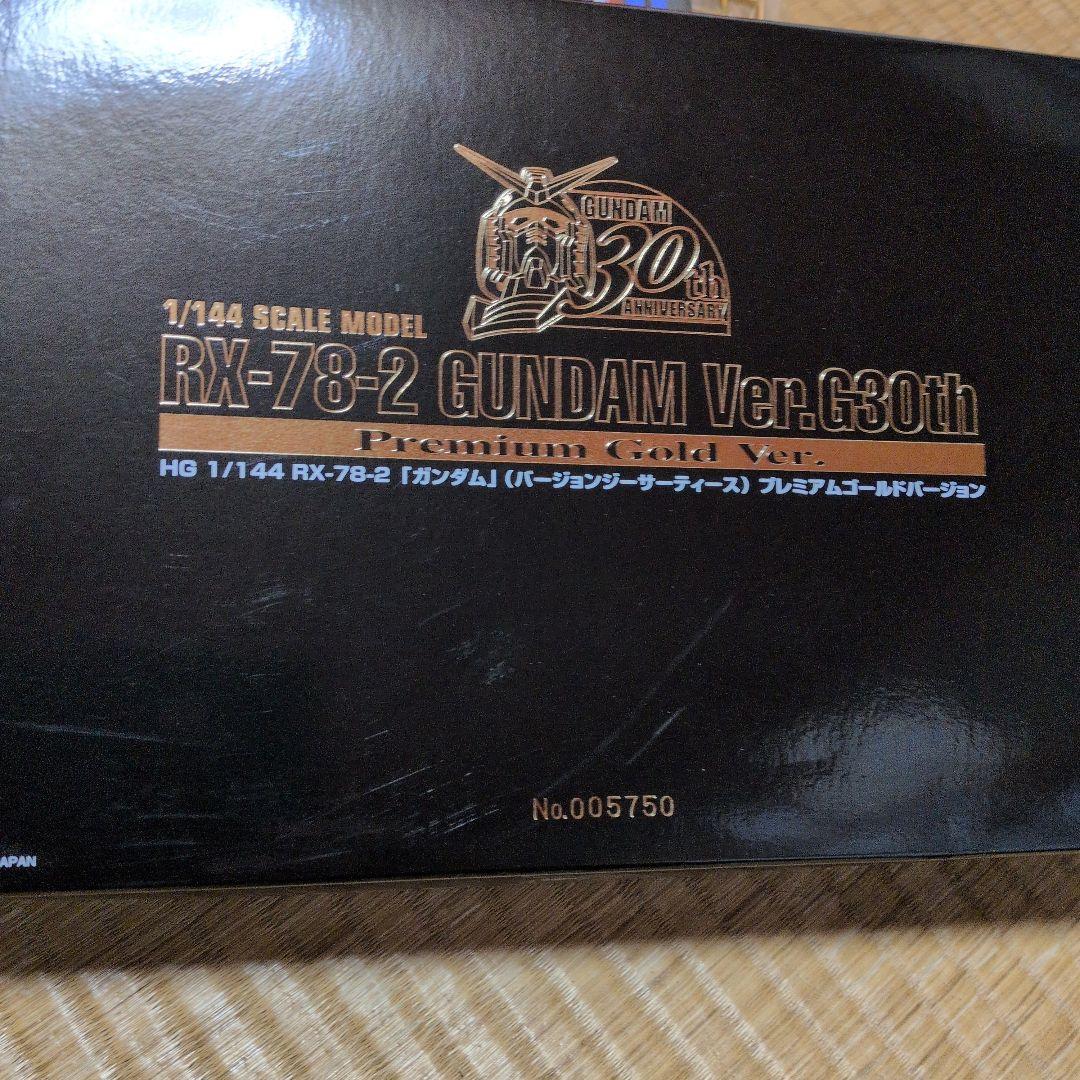 GUNDAM
30th
ANNIVERSARY
1/144 SCALE MODEL
RX-78-2 GUNDAM Ver.G30th
Premium Gold Ver.
HG 1/144 RX-78-2「ガンダム」(バージョンジーサーティース) プレミアムゴールドバージョン
No.005750
JAPAN